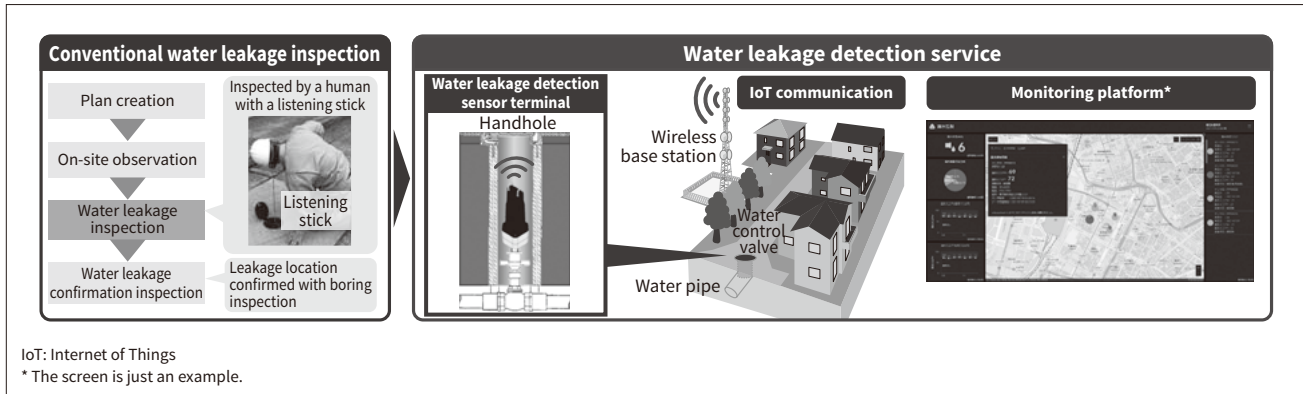 Conventional water leakage inspection
Plan creation
On-site observation
Water leakage
inspection
Water leakage
confirmation inspection
Inspected by a human
with a listening stick
Listening
stick
Leakage location
confirmed with boring
inspection
Water leakage detection service
Water leakage detection
sensor terminal
Handhole
IoT communication
Wireless
base station
Water
control
valve
Water pipe
Monitoring platform*
IoT: Internet of Things
* The screen is just an example.